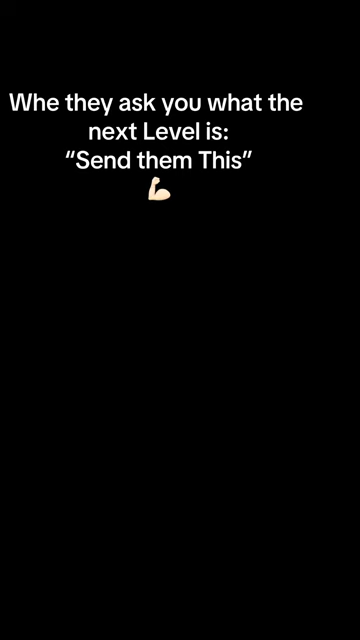 Whe they ask you what the
next Level is:
“Send them This”
💪🏻